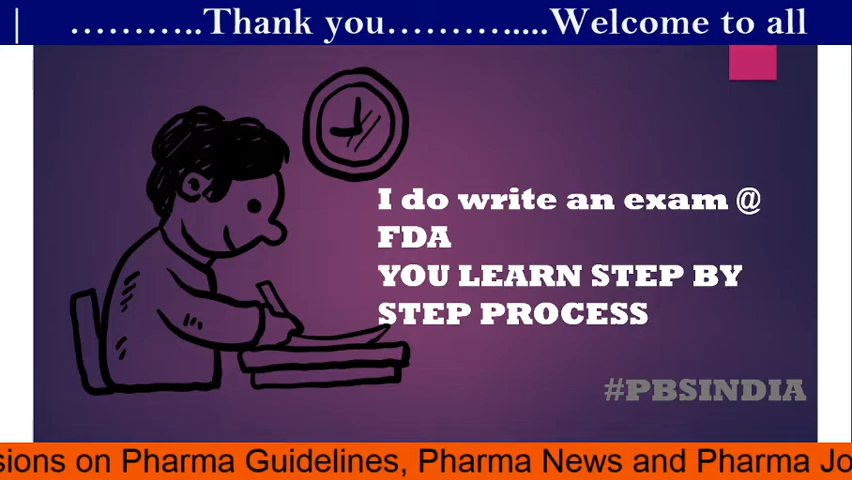 | ………..Thank you……….....Welcome to all
I do write an exam @
FDA
YOU LEARN STEP BY
STEP PROCESS
#PBSINDIA
sions on Pharma Guidelines, Pharma News and Pharma Jo